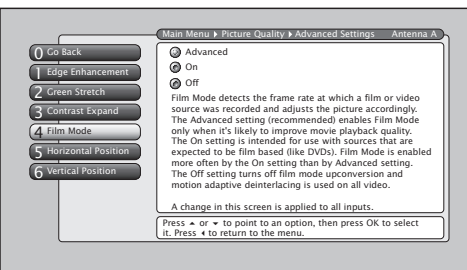 Main Menu ▸ Picture Quality ▸ Advanced Settings Antenna A
0 Go Back
1 Edge Enhancement
2 Green Stretch
3 Contrast Expand
4 Film Mode
5 Horizontal Position
6 Vertical Position
Advanced
On
Off
Film Mode detects the frame rate at which a film or video
source was recorded and adjusts the picture accordingly.
The Advanced setting (recommended) enables Film Mode
only when it's likely to improve movie playback quality.
The On setting is intended for use with sources that are
expected to be film based (like DVDs). Film Mode is enabled
more often by the On setting than by Advanced setting.
The Off setting turns off film mode upconversion and
motion adaptive deinterlacing is used on all video.
A change in this screen is applied to all inputs.
Press ▴ or ▾ to point to an option, then press OK to select
it. Press ◂ to return to the menu.